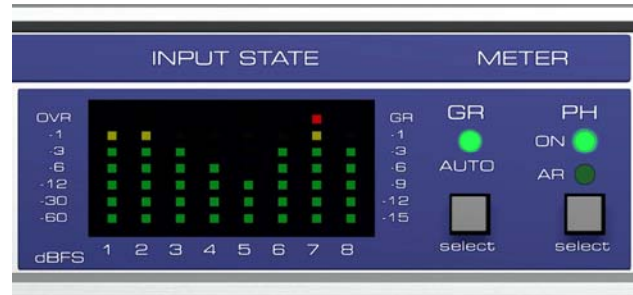 INPUT STATE METER
OVR GR GR PH
-1 -1 ON
-3 -3
-6 -6 AUTO AR
-12 -9
-30 -12
-60 -15
dBFS 1 2 3 4 5 6 7 8 select select